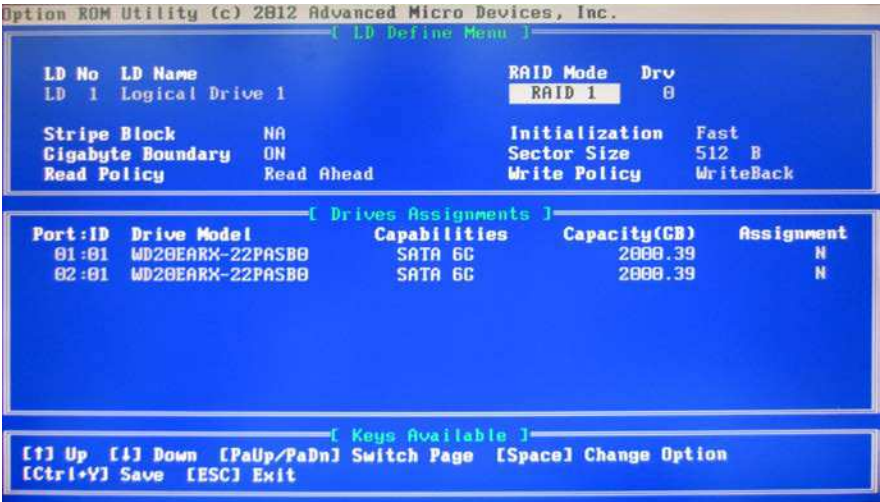 Option ROM Utility (c) 2012 Advanced Micro Devices, Inc.
[ LD Define Menu ]
LD No LD Name RAID Mode Drv
LD 1 Logical Drive 1 RAID 1 0
Stripe Block NA Initialization Fast
Gigabyte Boundary ON Sector Size 512 B
Read Policy Read Ahead Write Policy WriteBack
[ Drives Assignments ]
Port:ID Drive Model Capabilities Capacity(GB) Assignment
01:01 WD20EARX-22PASB0 SATA 6G 2000.39 N
02:01 WD20EARX-22PASB0 SATA 6G 2000.39 N
[ Keys Available ]
[↑] Up [↓] Down [PaUp/PaDn] Switch Page [Space] Change Option
[Ctrl+Y] Save [ESC] Exit